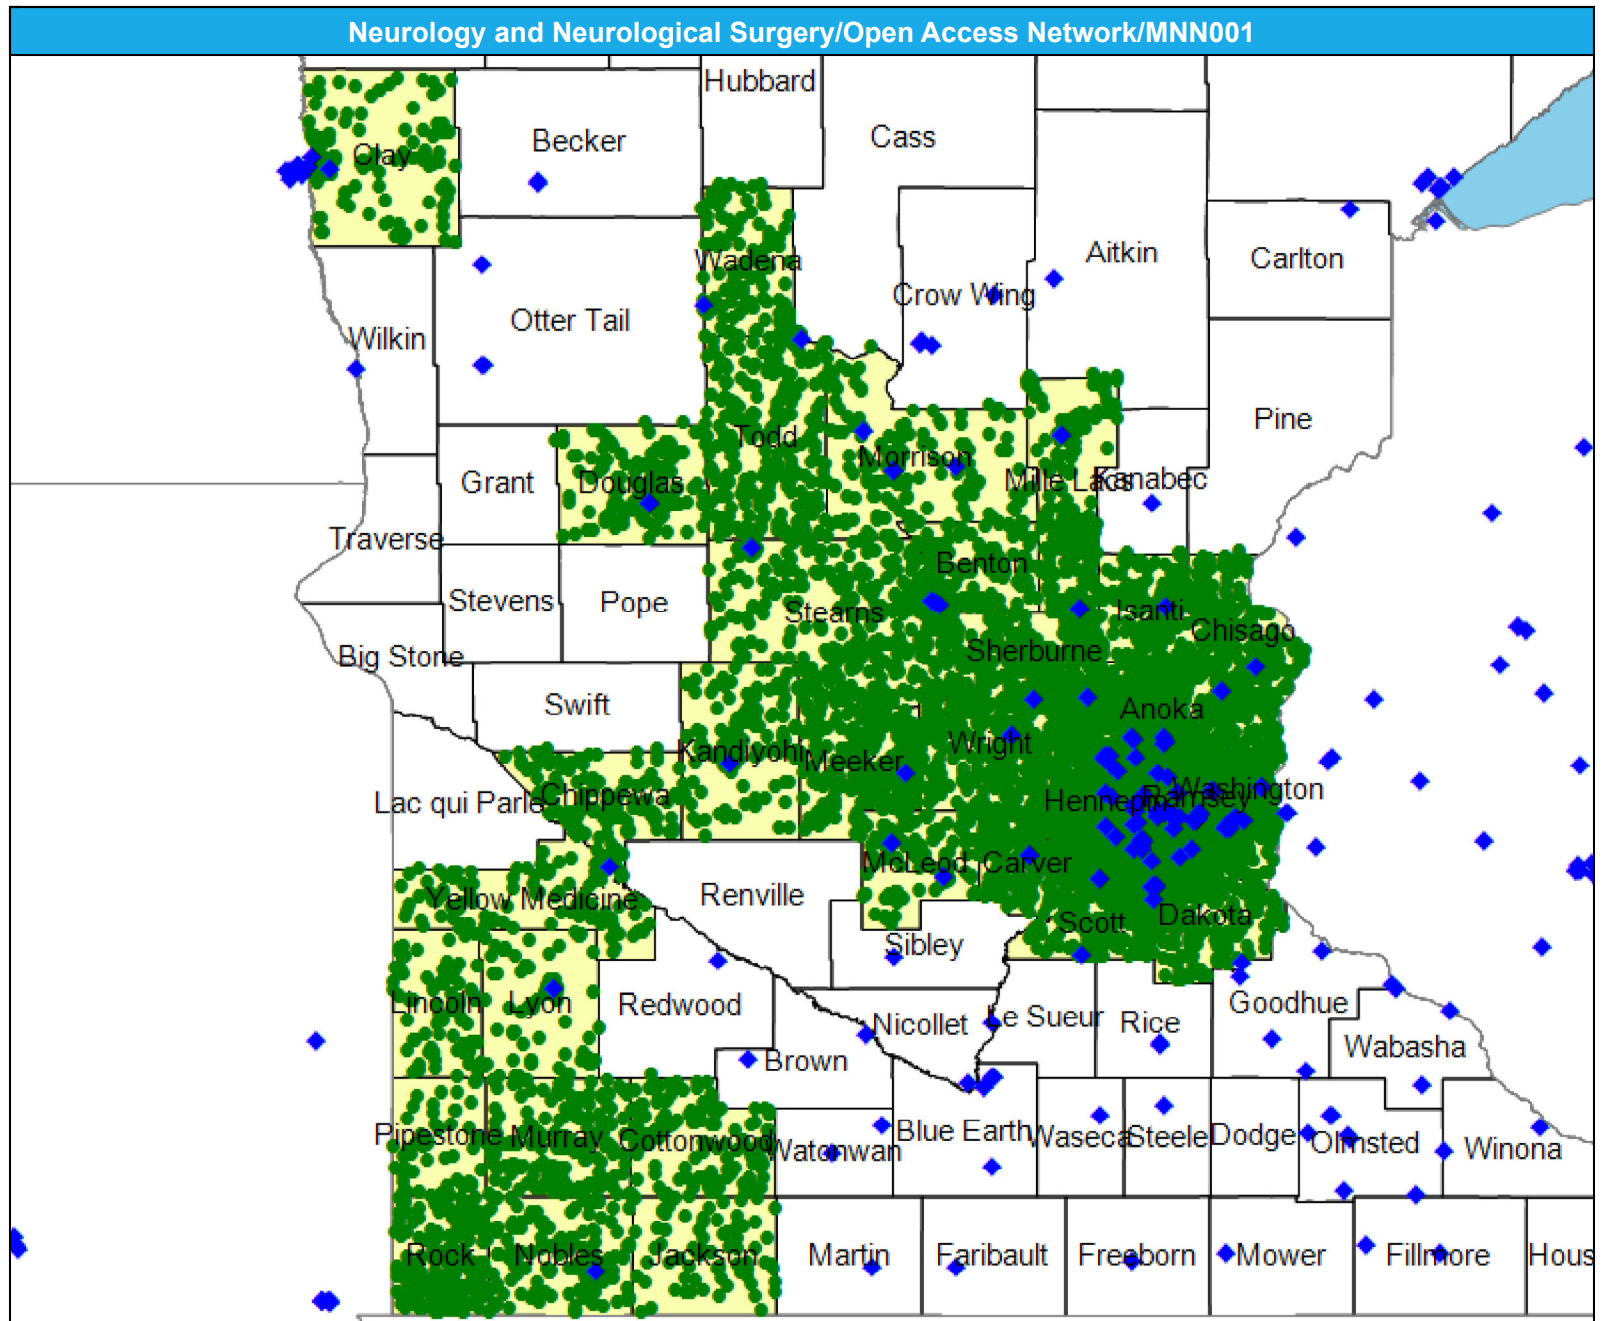 Neurology and Neurological Surgery/Open Access Network/MNN001
Hubbard
Cass
Becker
Clay
Wadena
Aitkin
Carlton
Crow Wing
Otter Tail
Wilkin
Pine
Todd
Morrison
Grant
Douglas
Mille Lacs
Kanabec
Traverse
Benton
Stevens
Pope
Stearns
Isanti
Chisago
Sherburne
Big Stone
Swift
Anoka
Wright
Kandiyohi
Meeker
Lac qui Parle
Chippewa
Hennepin
Ramsey
Washington
McLeod
Carver
Renville
Yellow Medicine
Scott
Dakota
Sibley
Lincoln
Lyon
Redwood
Nicollet
Le Sueur
Rice
Goodhue
Wabasha
Brown
Pipestone
Murray
Cottonwood
Watonwan
Blue Earth
Waseca
Steele
Dodge
Olmsted
Winona
Rock
Nobles
Jackson
Martin
Faribault
Freeborn
Mower
Fillmore
Hous